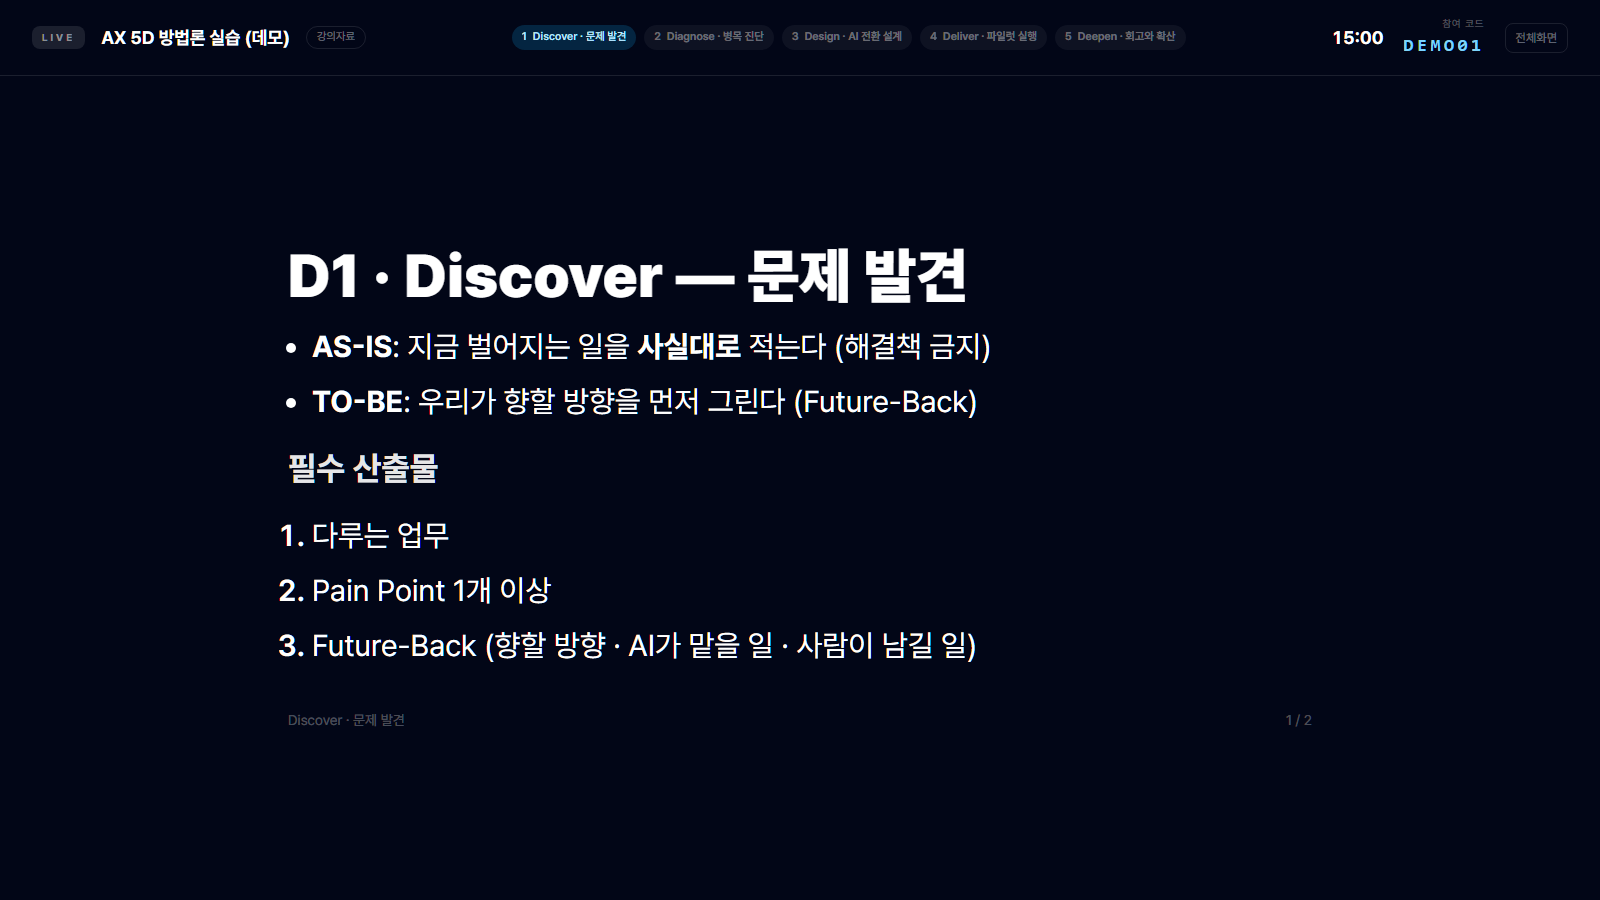 LIVE
AX 5D 방법론 실습 (데모)
강의자료
1 Discover · 문제 발견
2 Diagnose · 병목 진단
3 Design · AI 전환 설계
4 Deliver · 파일럿 실행
5 Deepen · 회고와 확산
15:00
참여 코드
DEMO01
전체화면
D1 · Discover — 문제 발견
• AS-IS: 지금 벌어지는 일을 사실대로 적는다 (해결책 금지)
• TO-BE: 우리가 향할 방향을 먼저 그린다 (Future-Back)
필수 산출물
1. 다루는 업무
2. Pain Point 1개 이상
3. Future-Back (향할 방향 · AI가 맡을 일 · 사람이 남길 일)
Discover · 문제 발견
1 / 2